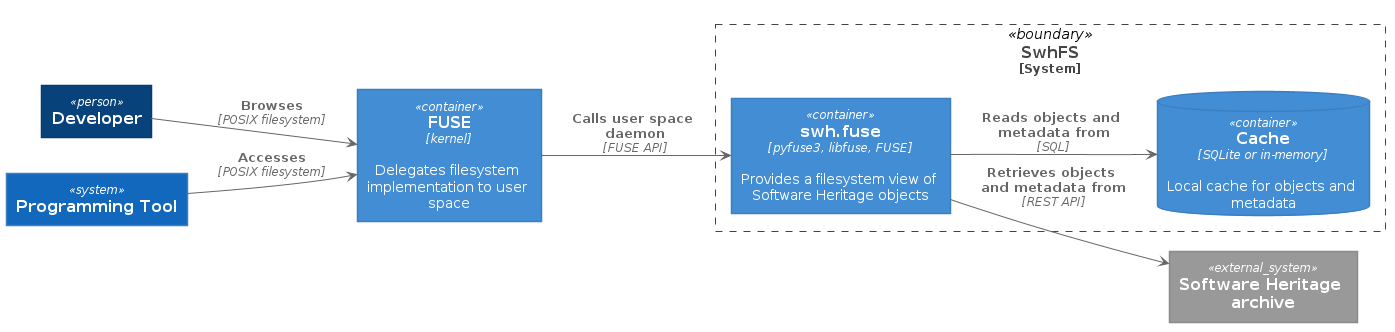 «boundary»
SwhFS
[System]
«person»
Developer
Browses
[POSIX filesystem]
Accesses
[POSIX filesystem]
«system»
Programming Tool
«container»
FUSE
[kernel]
Delegates filesystem
implementation to user
space
Calls user space
daemon
[FUSE API]
«container»
swh.fuse
[pyfuse3, libfuse, FUSE]
Provides a filesystem view of
Software Heritage objects
Reads objects and
metadata from
[SQL]
Retrieves objects
and metadata from
[REST API]
«container»
Cache
[SQLite or in-memory]
Local cache for objects and
metadata
«external_system»
Software Heritage
archive